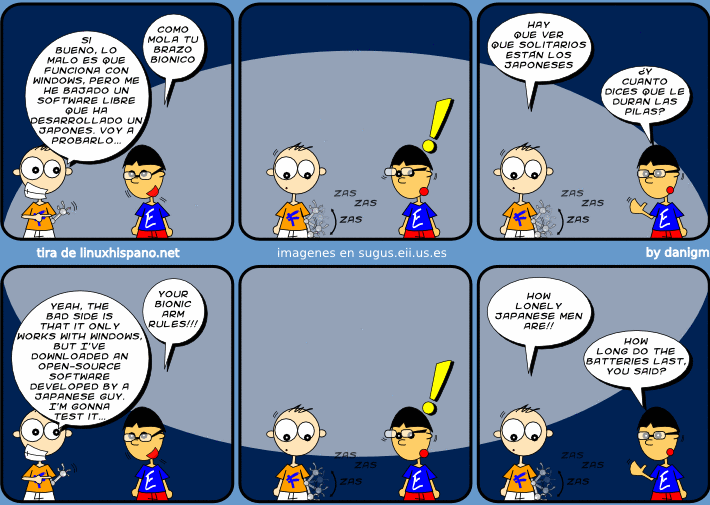 COMO
MOLA TU
BRAZO
BIONICO
SI
BUENO, LO
MALO ES QUE
FUNCIONA CON
WINDOWS, PERO ME
HE BAJADO UN
SOFTWARE LIBRE
QUE HA
DESARROLLADO UN
JAPONES. VOY A
PROBARLO...
F
E
!
ZAS
ZAS
ZAS
F
E
HAY
QUE VER
QUE SOLITARIOS
ESTÁN LOS
JAPONESES
¿Y
CUANTO
DICES QUE LE
DURAN LAS
PILAS?
ZAS
ZAS
ZAS
F
E
tira de linuxhispano.net
imagenes en sugus.eii.us.es
by danigm
YOUR
BIONIC
ARM
RULES!!!
YEAH, THE
BAD SIDE IS
THAT IT ONLY
WORKS WITH WINDOWS,
BUT I'VE
DOWNLOADED AN
OPEN-SOURCE
SOFTWARE
DEVELOPED BY A
JAPANESE GUY.
I'M GONNA
TEST IT...
F
E
!
ZAS
ZAS
ZAS
F
E
HOW
LONELY
JAPANESE MEN
ARE!!
HOW
LONG DO THE
BATTERIES LAST,
YOU SAID?
ZAS
ZAS
ZAS
F
E